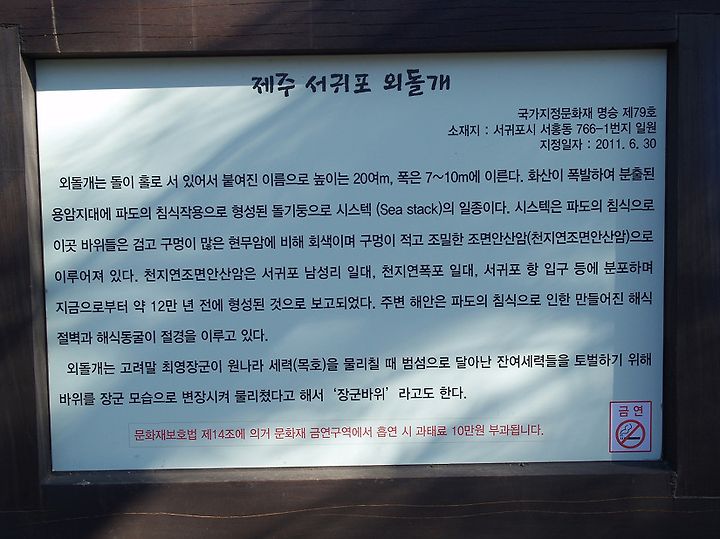 제주 서귀포 외돌개
국가지정문화재 명승 제79호
소재지 : 서귀포시 서홍동 766-1번지 일원
지정일자 : 2011. 6. 30
외돌개는 돌이 홀로 서 있어서 붙여진 이름으로 높이는 20여m, 폭은 7~10m에 이른다. 화산이 폭발하여 분출된
용암지대에 파도의 침식작용으로 형성된 돌기둥으로 시스텍 (Sea stack)의 일종이다. 시스텍은 파도의 침식으로
이곳 바위들은 검고 구멍이 많은 현무암에 비해 회색이며 구멍이 적고 조밀한 조면안산암(천지연조면안산암)으로
이루어져 있다. 천지연조면안산암은 서귀포 남성리 일대, 천지연폭포 일대, 서귀포 항 입구 등에 분포하며
지금으로부터 약 12만 년 전에 형성된 것으로 보고되었다. 주변 해안은 파도의 침식으로 인한 만들어진 해식
절벽과 해식동굴이 절경을 이루고 있다.
외돌개는 고려말 최영장군이 원나라 세력(목호)을 물리칠 때 범섬으로 달아난 잔여세력들을 토벌하기 위해
바위를 장군 모습으로 변장시켜 물리쳤다고 해서 ‘장군바위’ 라고도 한다.
금 연
문화재보호법 제14조에 의거 문화재 금연구역에서 흡연 시 과태료 10만원 부과됩니다.